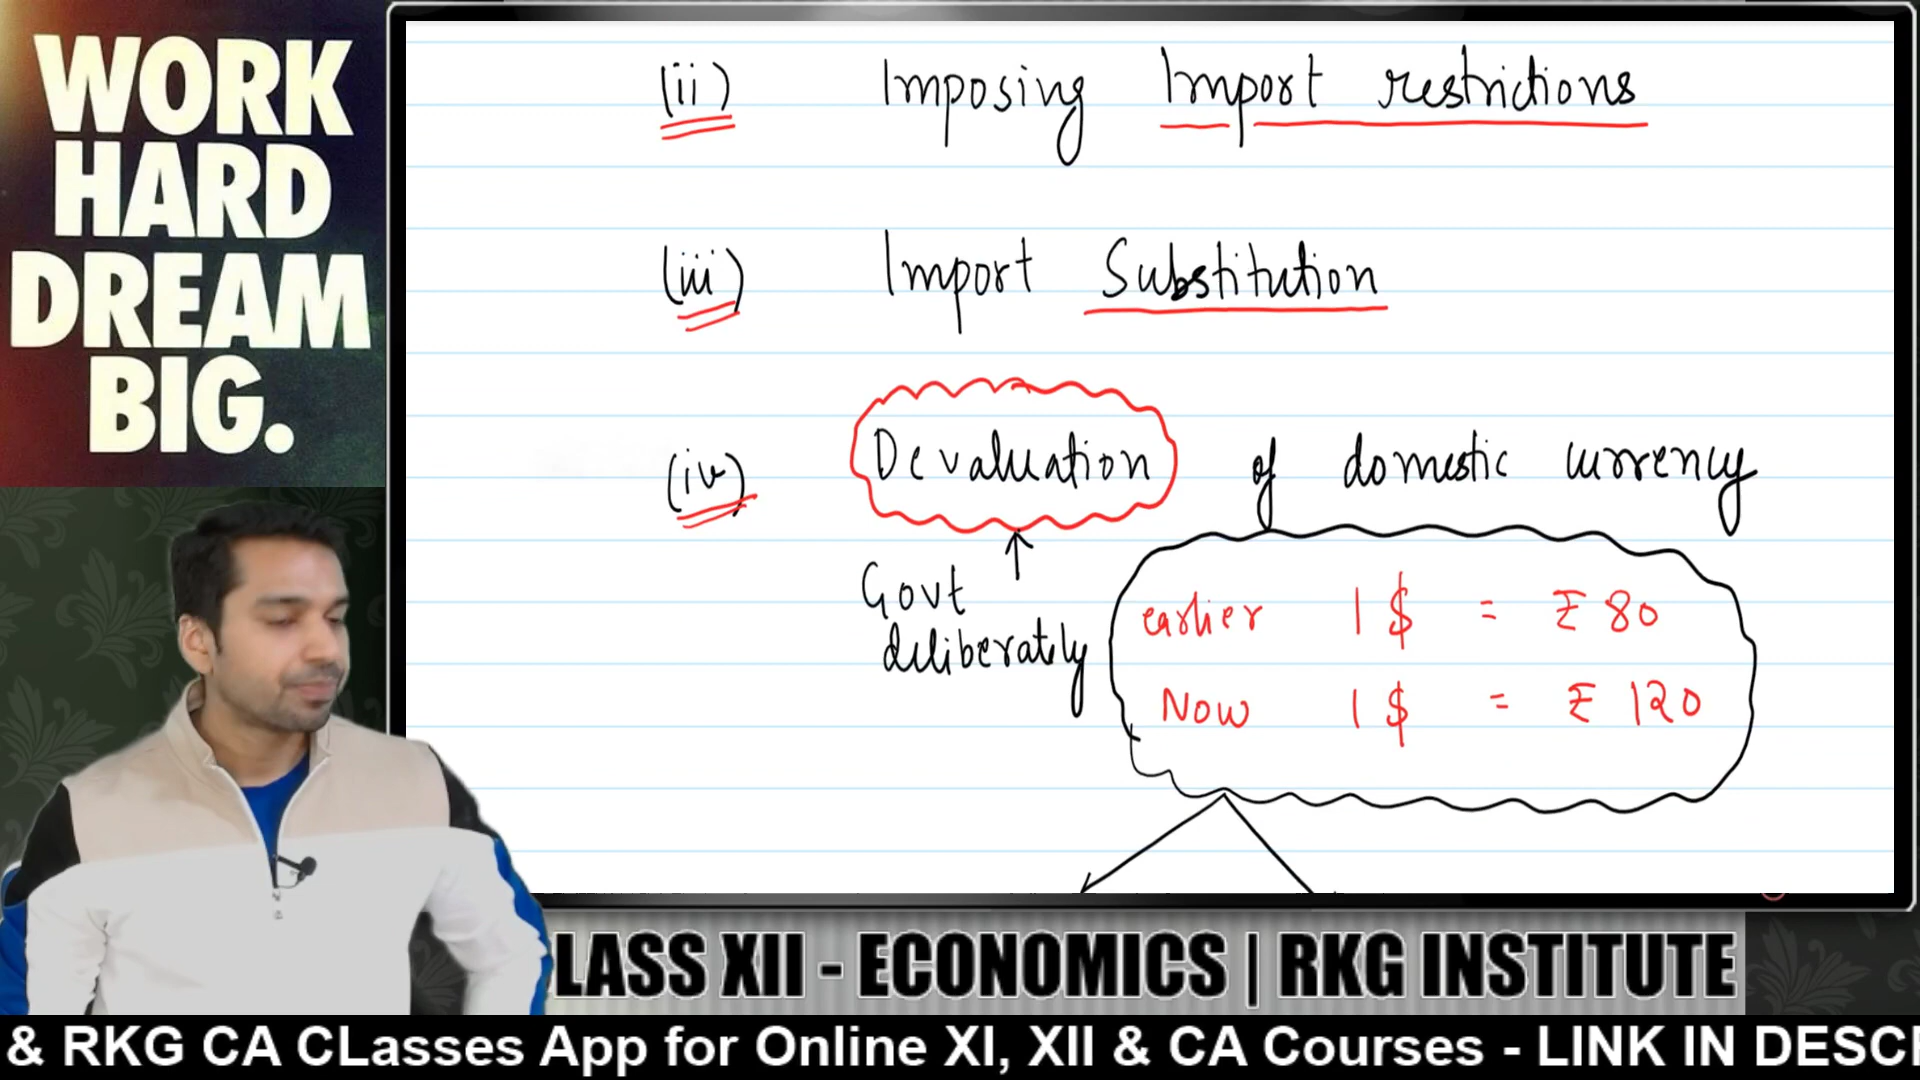 WORK
HARD
DREAM
BIG.
(ii) Imposing Import restrictions
(iii) Import Substitution
(iv) Devaluation of domestic currency
Govt
deliberately
earlier 1 $ = ₹ 80
Now 1 $ = ₹ 120
LASS XII - ECONOMICS | RKG INSTITUTE
& RKG CA CLasses App for Online XI, XII & CA Courses - LINK IN DESC